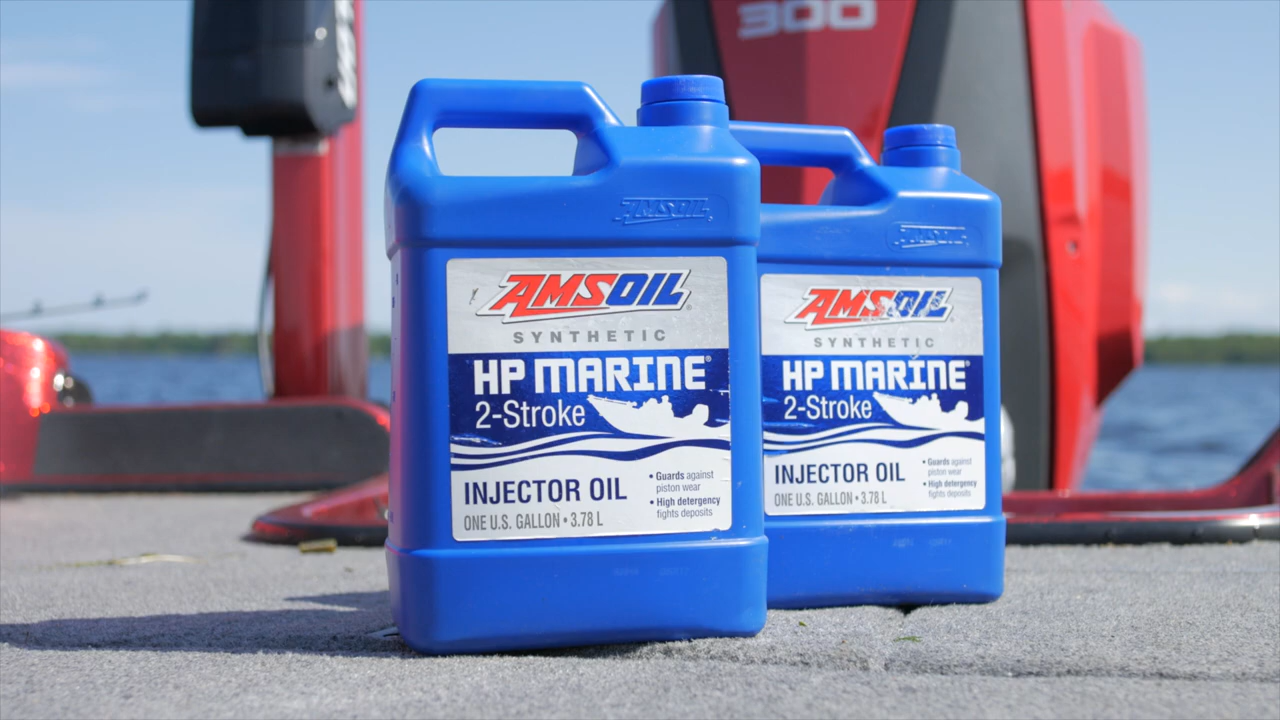 300
AMSOIL
AMSOIL
SYNTHETIC
HP MARINE®
2-Stroke
INJECTOR OIL
ONE U.S. GALLON • 3.78 L
• Guards against
piston wear
• High detergency
fights deposits
AMSOIL
AMSOIL
SYNTHETIC
HP MARINE®
2-Stroke
INJECTOR OIL
ONE U.S. GALLON • 3.78 L
• Guards against
piston wear
• High detergency
fights deposits